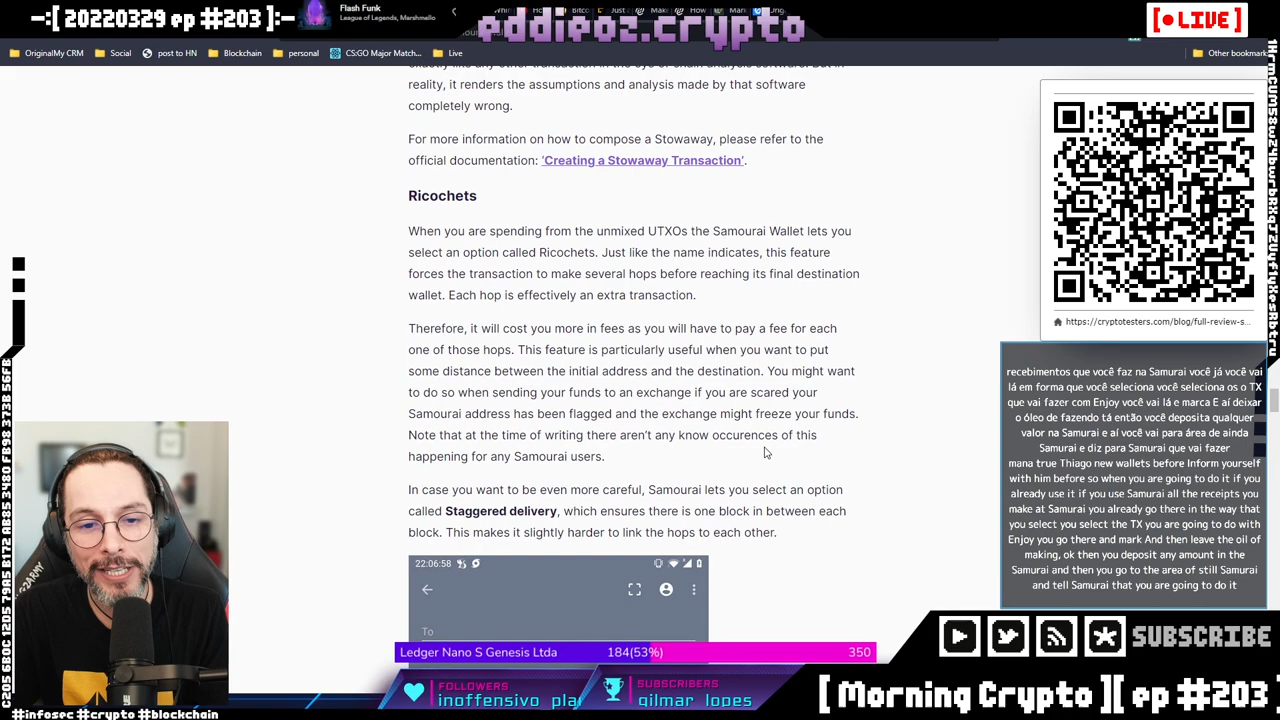 -:[ 20220329 ep #203 ]:-
Flash Funk
League of Legends, Marshmello
eddieoz.crypto
[● LIVE]
OriginalMy CRM
Social
post to HN
Blockchain
personal
CS:GO Major Match...
Live
Other bookmark
reality, it renders the assumptions and analysis made by that software
completely wrong.
For more information on how to compose a Stowaway, please refer to the
official documentation: ‘Creating a Stowaway Transaction’.
Ricochets
When you are spending from the unmixed UTXOs the Samourai Wallet lets you
select an option called Ricochets. Just like the name indicates, this feature
forces the transaction to make several hops before reaching its final destination
wallet. Each hop is effectively an extra transaction.
Therefore, it will cost you more in fees as you will have to pay a fee for each
one of those hops. This feature is particularly useful when you want to put
some distance between the initial address and the destination. You might want
to do so when sending your funds to an exchange if you are scared your
Samourai address has been flagged and the exchange might freeze your funds.
Note that at the time of writing there aren’t any know occurences of this
happening for any Samourai users.
In case you want to be even more careful, Samourai lets you select an option
called Staggered delivery, which ensures there is one block in between each
block. This makes it slightly harder to link the hops to each other.
22:06:58
To
https://cryptotesters.com/blog/full-review-s...
recebimentos que você faz na Samurai você já você vai
lá em forma que você seleciona você seleciona os o TX
que vai fazer com Enjoy você vai lá e marca E aí deixar
o óleo de fazendo tá então você deposita qualquer
valor na Samurai e aí você vai para área de ainda
Samurai e diz para Samurai que vai fazer
mana true Thiago new wallets before Inform yourself
with him before so when you are going to do it if you
already use it if you use Samurai all the receipts you
make at Samurai you already go there in the way that
you select you select the TX you are going to do with
Enjoy you go there and mark And then leave the oil of
making, ok then you deposit any amount in the
Samurai and then you go to the area of still Samurai
and tell Samurai that you are going to do it
Ledger Nano S Genesis Ltda 184(53%) 350
FOLLOWERS
inoffensivo_pla
SUBSCRIBERS
gilmar_lopes
SUBSCRIBE
[ Morning Crypto ][ ep #203 ]
#infosec #crypto #blockchain